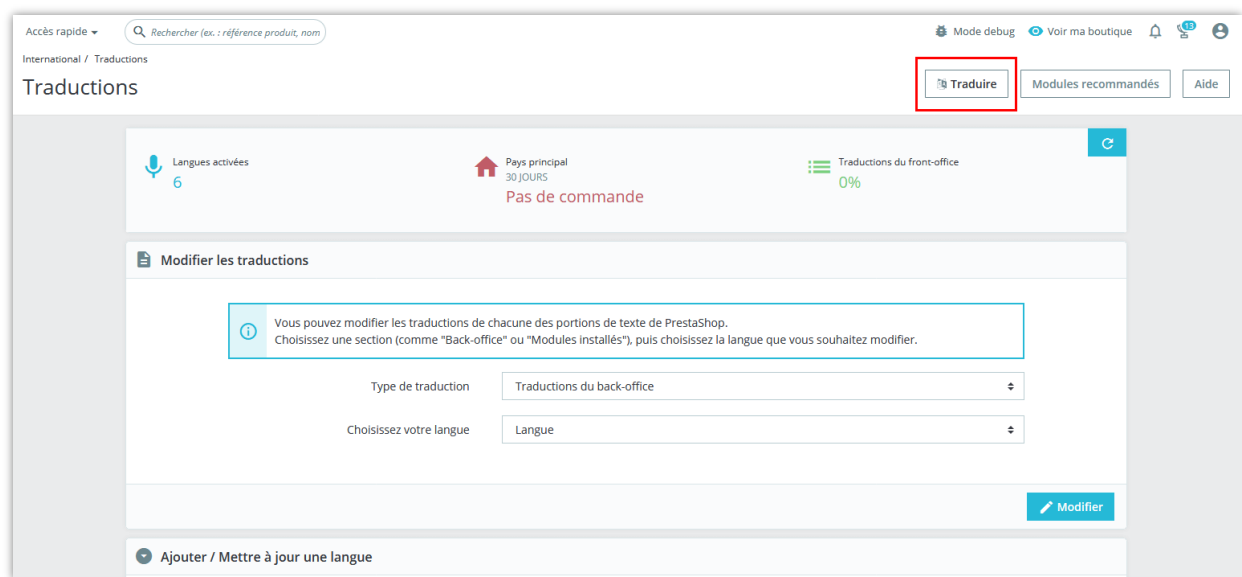 Accès rapide
Rechercher (ex. : référence produit, nom
Mode debug
Voir ma boutique
13
International / Traductions
Traductions
Traduire
Modules recommandés
Aide
Langues activées
6
Pays principal
30 JOURS
Pas de commande
Traductions du front-office
0%
Modifier les traductions
Vous pouvez modifier les traductions de chacune des portions de texte de PrestaShop.
Choisissez une section (comme "Back-office" ou "Modules installés"), puis choisissez la langue que vous souhaitez modifier.
Type de traduction
Traductions du back-office
Choisissez votre langue
Langue
Modifier
Ajouter / Mettre à jour une langue